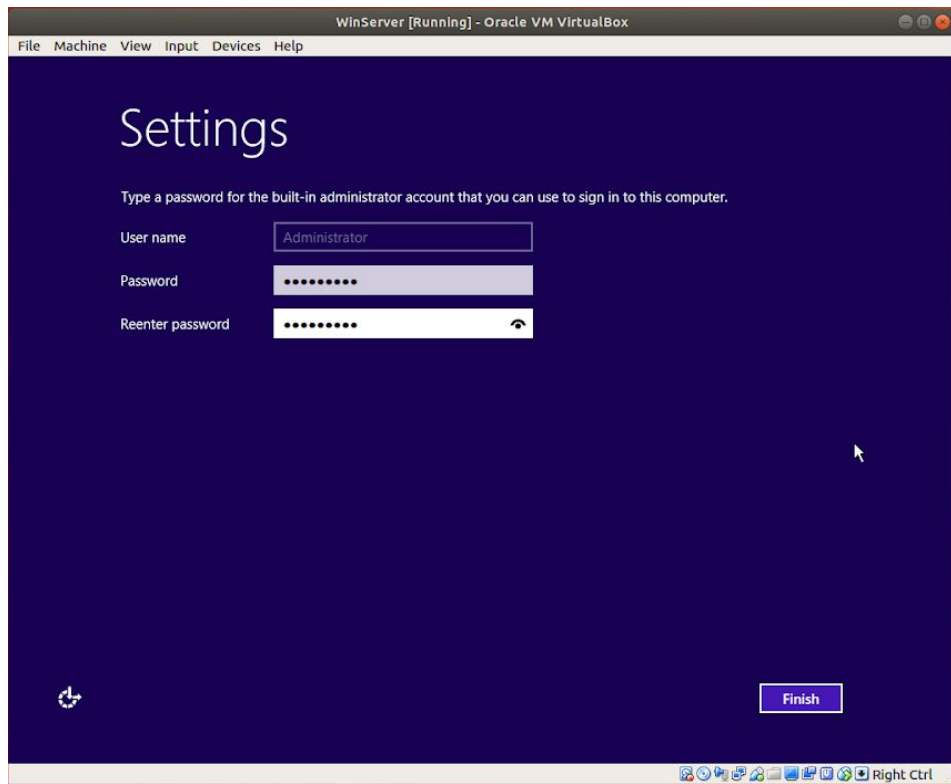 WinServer [Running] - Oracle VM VirtualBox
File Machine View Input Devices Help
Settings
Type a password for the built-in administrator account that you can use to sign in to this computer.
User name Administrator
Password •••••••••
Reenter password •••••••••
Finish
Right Ctrl